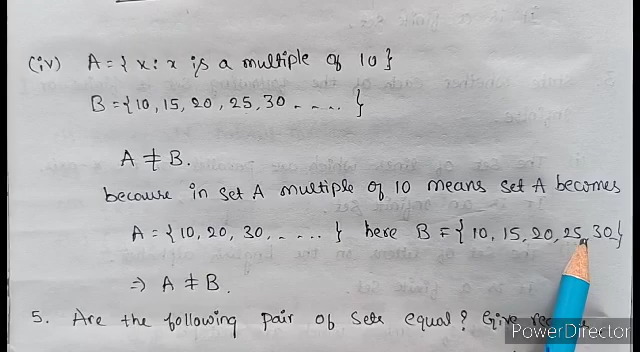 (iv) A = { x : x is a multiple of 10 }
B = { 10, 15, 20, 25, 30 - - - - }
A ≠ B.
because in set A multiple of 10 means set A becomes
A = { 10, 20, 30, - - - - } here B ≠ { 10, 15, 20, 25, 30 }
⇒ A ≠ B.
5. Are the following pair of sets equal? Give
PowerDirector